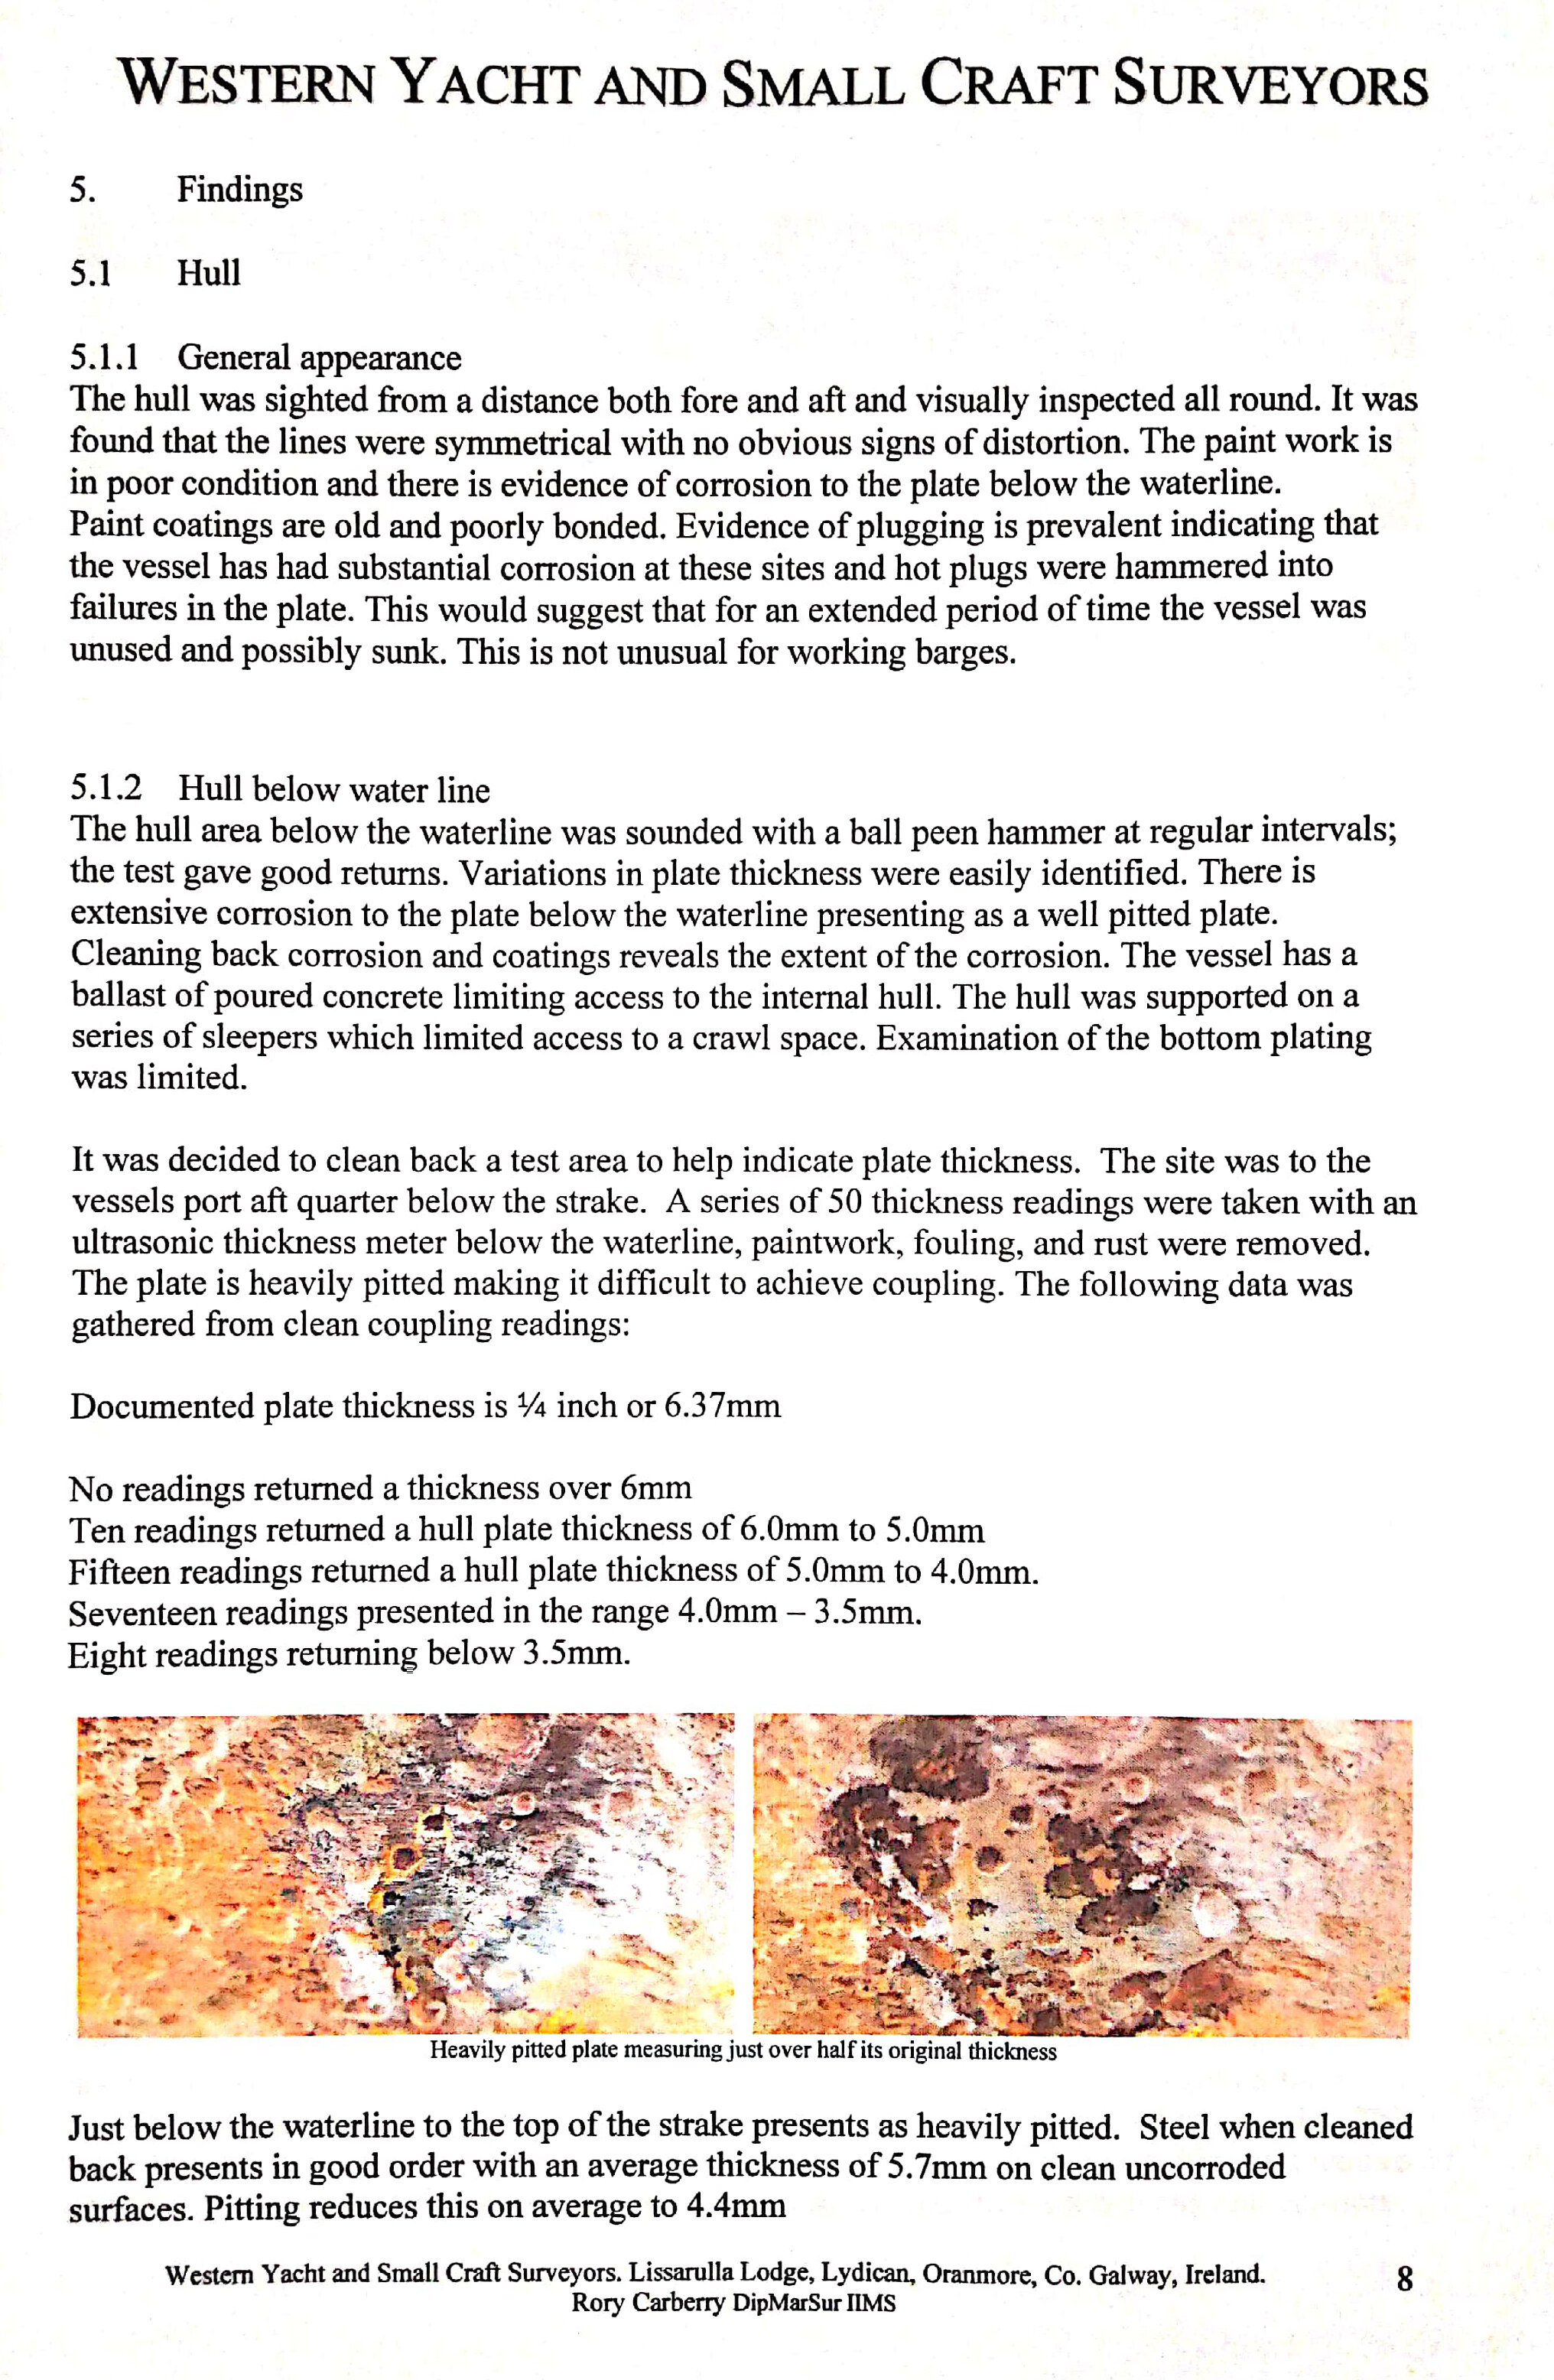 WESTERN YACHT AND SMALL CRAFT SURVEYORS
5. Findings
5.1 Hull
5.1.1 General appearance
The hull was sighted from a distance both fore and aft and visually inspected all round. It was
found that the lines were symmetrical with no obvious signs of distortion. The paint work is
in poor condition and there is evidence of corrosion to the plate below the waterline.
Paint coatings are old and poorly bonded. Evidence of plugging is prevalent indicating that
the vessel has had substantial corrosion at these sites and hot plugs were hammered into
failures in the plate. This would suggest that for an extended period of time the vessel was
unused and possibly sunk. This is not unusual for working barges.
5.1.2 Hull below water line
The hull area below the waterline was sounded with a ball peen hammer at regular intervals;
the test gave good returns. Variations in plate thickness were easily identified. There is
extensive corrosion to the plate below the waterline presenting as a well pitted plate.
Cleaning back corrosion and coatings reveals the extent of the corrosion. The vessel has a
ballast of poured concrete limiting access to the internal hull. The hull was supported on a
series of sleepers which limited access to a crawl space. Examination of the bottom plating
was limited.
It was decided to clean back a test area to help indicate plate thickness. The site was to the
vessels port aft quarter below the strake. A series of 50 thickness readings were taken with an
ultrasonic thickness meter below the waterline, paintwork, fouling, and rust were removed.
The plate is heavily pitted making it difficult to achieve coupling. The following data was
gathered from clean coupling readings:
Documented plate thickness is ¼ inch or 6.37mm
No readings returned a thickness over 6mm
Ten readings returned a hull plate thickness of 6.0mm to 5.0mm
Fifteen readings returned a hull plate thickness of 5.0mm to 4.0mm.
Seventeen readings presented in the range 4.0mm – 3.5mm.
Eight readings returning below 3.5mm.
Heavily pitted plate measuring just over half its original thickness
Just below the waterline to the top of the strake presents as heavily pitted. Steel when cleaned
back presents in good order with an average thickness of 5.7mm on clean uncorroded
surfaces. Pitting reduces this on average to 4.4mm
Western Yacht and Small Craft Surveyors. Lissarulla Lodge, Lydican, Oranmore, Co. Galway, Ireland. 8
Rory Carberry DipMarSur IIMS